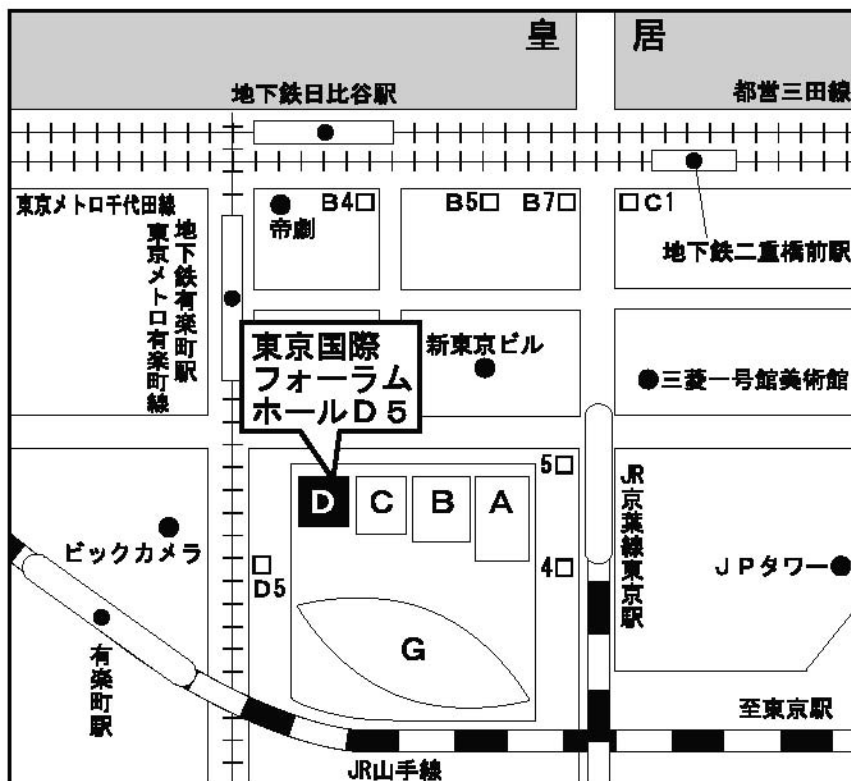 皇居
地下鉄日比谷駅
都営三田線
東京メトロ千代田線
帝劇
B4
B5
B7
C1
地下鉄二重橋前駅
地下鉄有楽町駅
東京メトロ有楽町線
東京国際
フォーラム
ホールD5
新東京ビル
三菱一号館美術館
D
C
B
A
5
4
D5
G
JR京葉線東京駅
ビックカメラ
JPタワー
有楽町駅
至東京駅
JR山手線